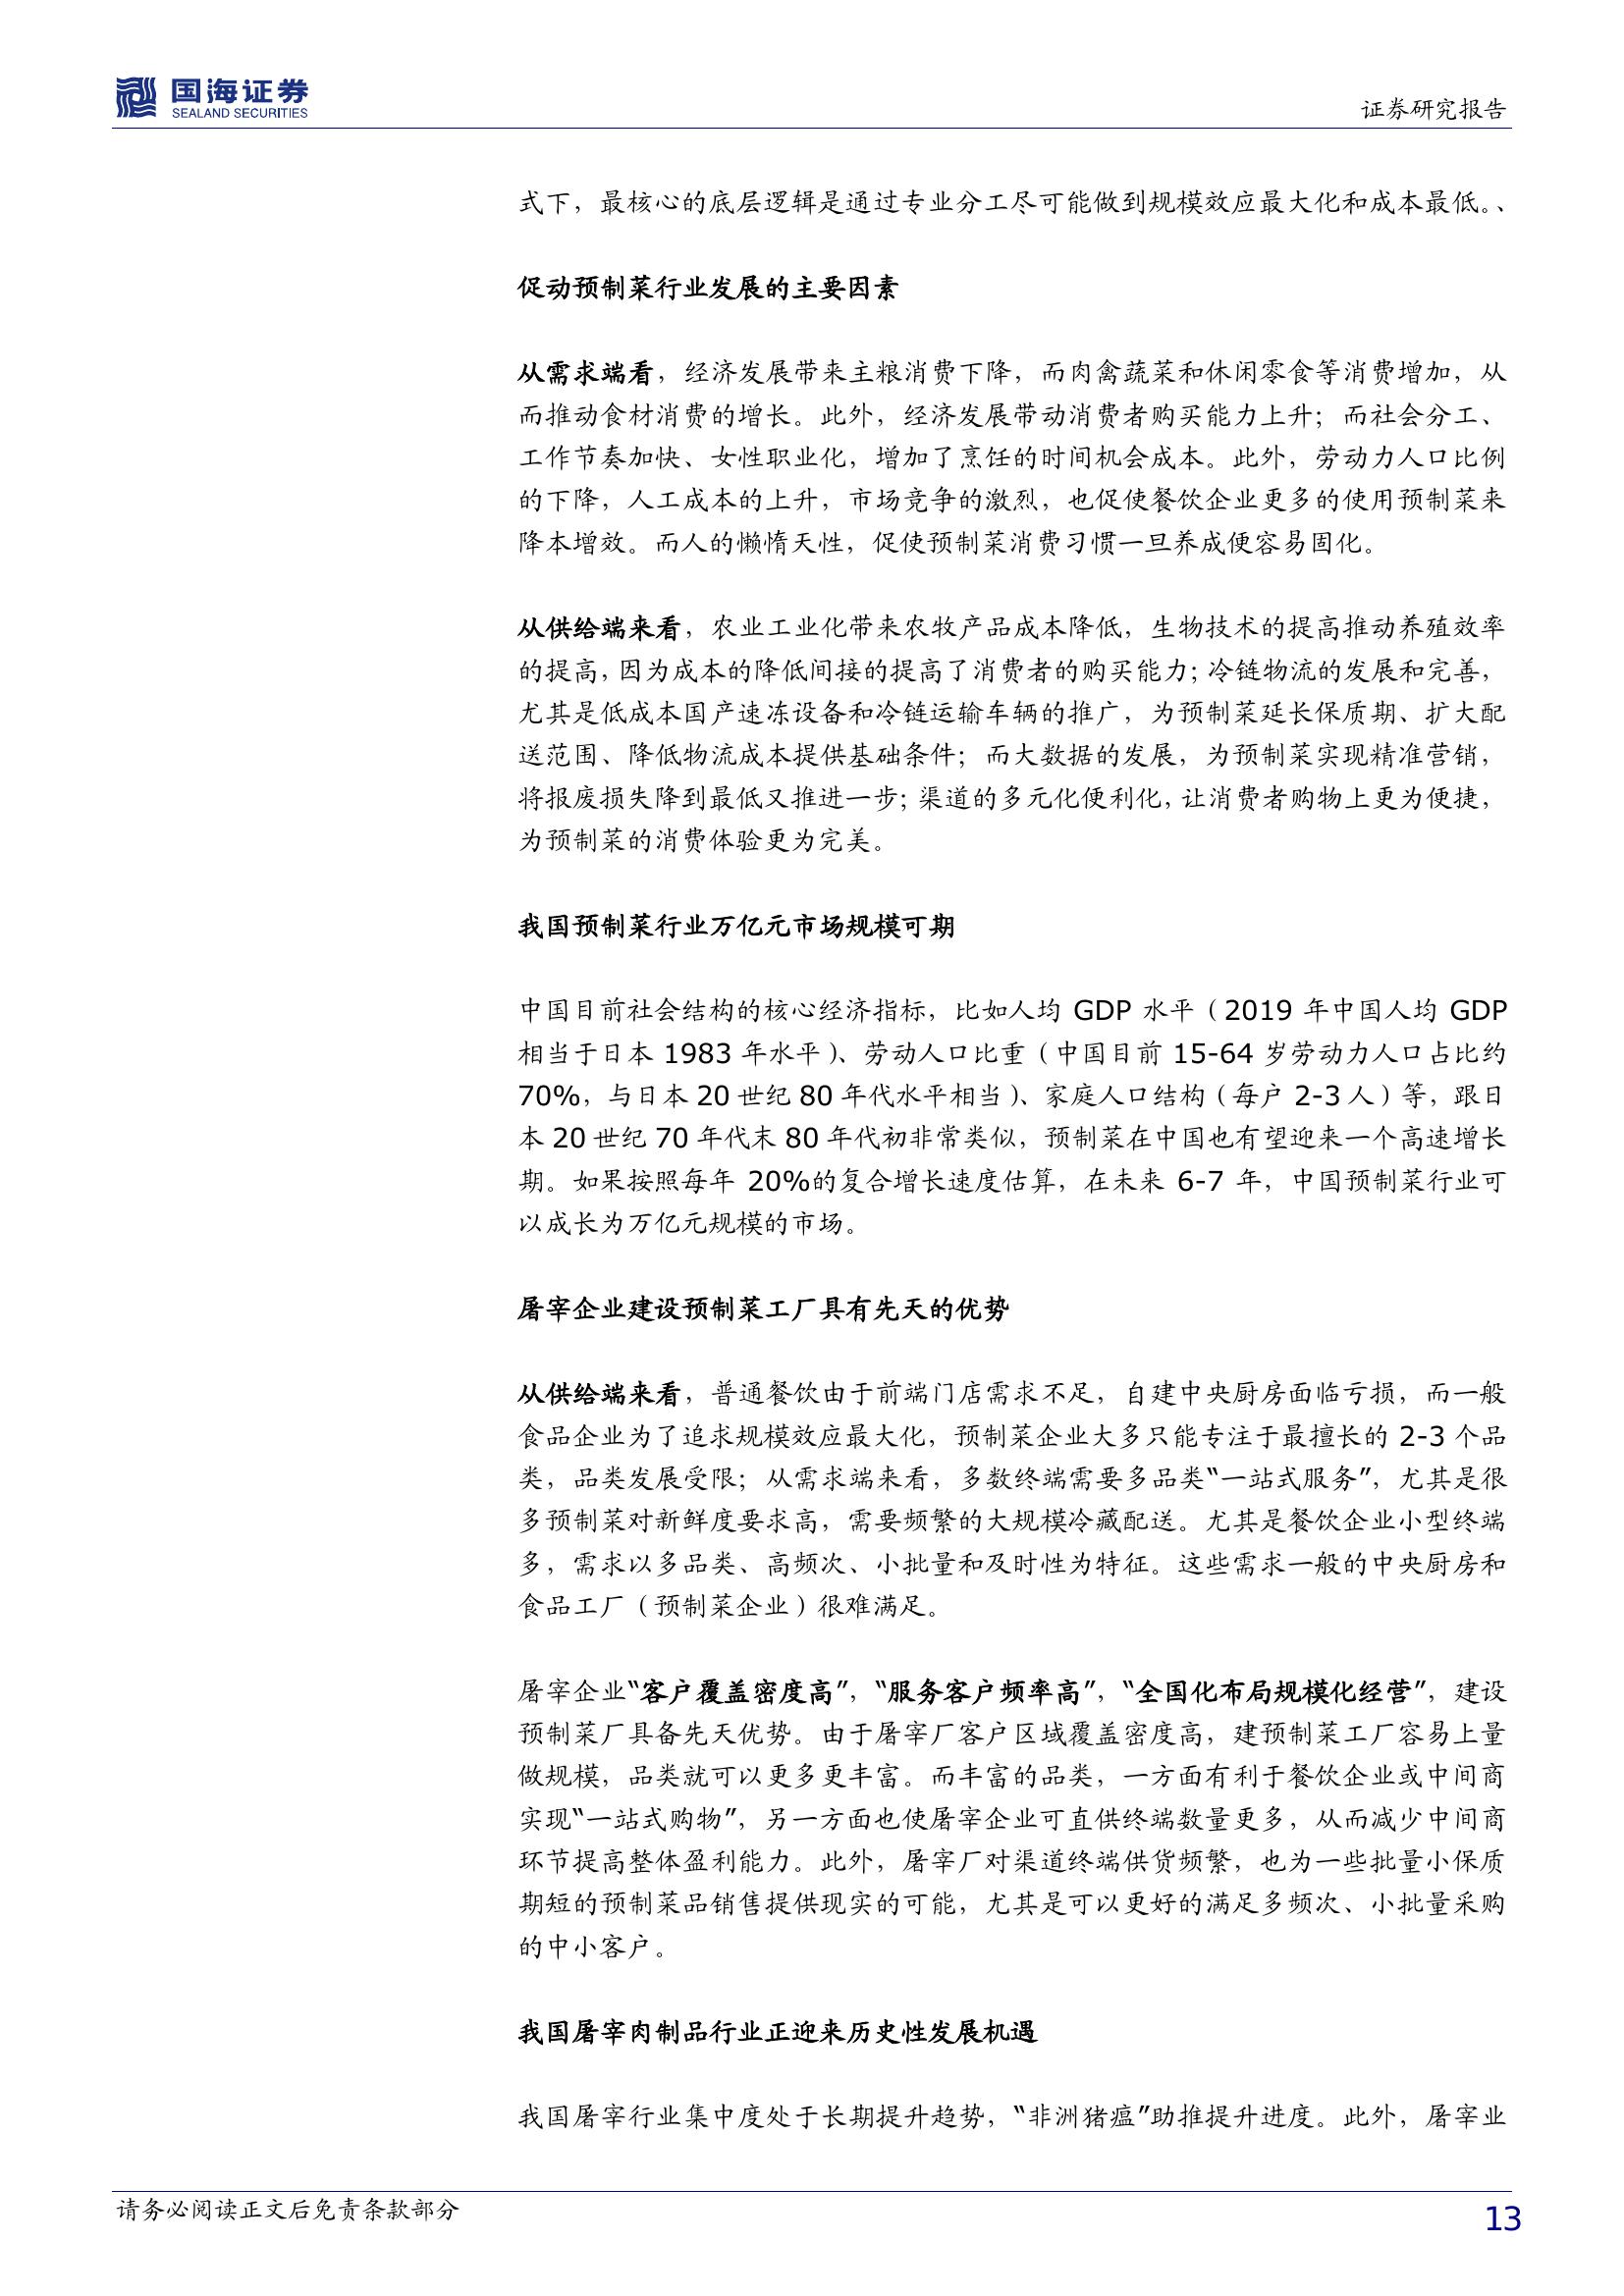 国海证券
SEALAND SECURITIES
证券研究报告
式下，最核心的底层逻辑是通过专业分工尽可能做到规模效应最大化和成本最低。、
促动预制菜行业发展的主要因素
从需求端看，经济发展带来主粮消费下降，而肉禽蔬菜和休闲零食等消费增加，从
而推动食材消费的增长。此外，经济发展带动消费者购买能力上升；而社会分工、
工作节奏加快、女性职业化，增加了烹饪的时间机会成本。此外，劳动力人口比例
的下降，人工成本的上升，市场竞争的激烈，也促使餐饮企业更多的使用预制菜来
降本增效。而人的懒惰天性，促使预制菜消费习惯一旦养成便容易固化。
从供给端来看，农业工业化带来农牧产品成本降低，生物技术的提高推动养殖效率
的提高，因为成本的降低间接的提高了消费者的购买能力；冷链物流的发展和完善，
尤其是低成本国产速冻设备和冷链运输车辆的推广，为预制菜延长保质期、扩大配
送范围、降低物流成本提供基础条件；而大数据的发展，为预制菜实现精准营销，
将报废损失降到最低又推进一步；渠道的多元化便利化，让消费者购物上更为便捷，
为预制菜的消费体验更为完美。
我国预制菜行业万亿元市场规模可期
中国目前社会结构的核心经济指标，比如人均 GDP 水平（2019 年中国人均 GDP
相当于日本 1983 年水平）、劳动人口比重（中国目前 15-64 岁劳动力人口占比约
70%，与日本 20 世纪 80 年代水平相当）、家庭人口结构（每户 2-3 人）等，跟日
本 20 世纪 70 年代末 80 年代初非常类似，预制菜在中国也有望迎来一个高速增长
期。如果按照每年 20%的复合增长速度估算，在未来 6-7 年，中国预制菜行业可
以成长为万亿元规模的市场。
屠宰企业建设预制菜工厂具有先天的优势
从供给端来看，普通餐饮由于前端门店需求不足，自建中央厨房面临亏损，而一般
食品企业为了追求规模效应最大化，预制菜企业大多只能专注于最擅长的 2-3 个品
类，品类发展受限；从需求端来看，多数终端需要多品类“一站式服务”，尤其是很
多预制菜对新鲜度要求高，需要频繁的大规模冷藏配送。尤其是餐饮企业小型终端
多，需求以多品类、高频次、小批量和及时性为特征。这些需求一般的中央厨房和
食品工厂（预制菜企业）很难满足。
屠宰企业“客户覆盖密度高”，“服务客户频率高”，“全国化布局规模化经营”，建设
预制菜厂具备先天优势。由于屠宰厂客户区域覆盖密度高，建预制菜工厂容易上量
做规模，品类就可以更多更丰富。而丰富的品类，一方面有利于餐饮企业或中间商
实现“一站式购物”，另一方面也使屠宰企业可直供终端数量更多，从而减少中间商
环节提高整体盈利能力。此外，屠宰厂对渠道终端供货频繁，也为一些批量小保质
期短的预制菜品销售提供现实的可能，尤其是可以更好的满足多频次、小批量采购
的中小客户。
我国屠宰肉制品行业正迎来历史性发展机遇
我国屠宰行业集中度处于长期提升趋势，“非洲猪瘟”助推提升进度。此外，屠宰业
请务必阅读正文后免责条款部分
13